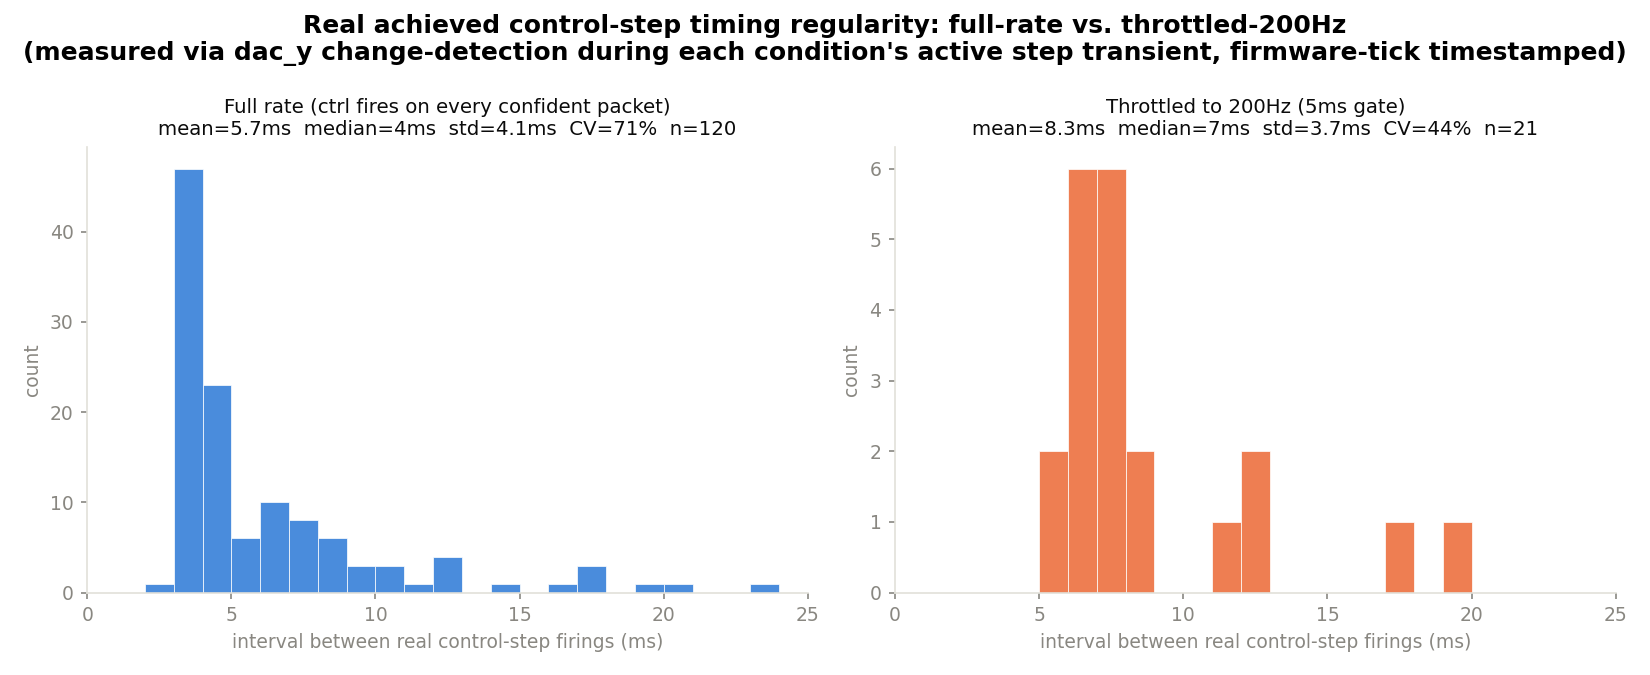 Real achieved control-step timing regularity: full-rate vs. throttled-200Hz
(measured via dac_y change-detection during each condition's active step transient, firmware-tick timestamped)
Full rate (ctrl fires on every confident packet)
mean=5.7ms  median=4ms  std=4.1ms  CV=71%  n=120
count
40
30
20
10
0
0 5 10 15 20 25
interval between real control-step firings (ms)
Throttled to 200Hz (5ms gate)
mean=8.3ms  median=7ms  std=3.7ms  CV=44%  n=21
count
6
5
4
3
2
1
0
0 5 10 15 20 25
interval between real control-step firings (ms)